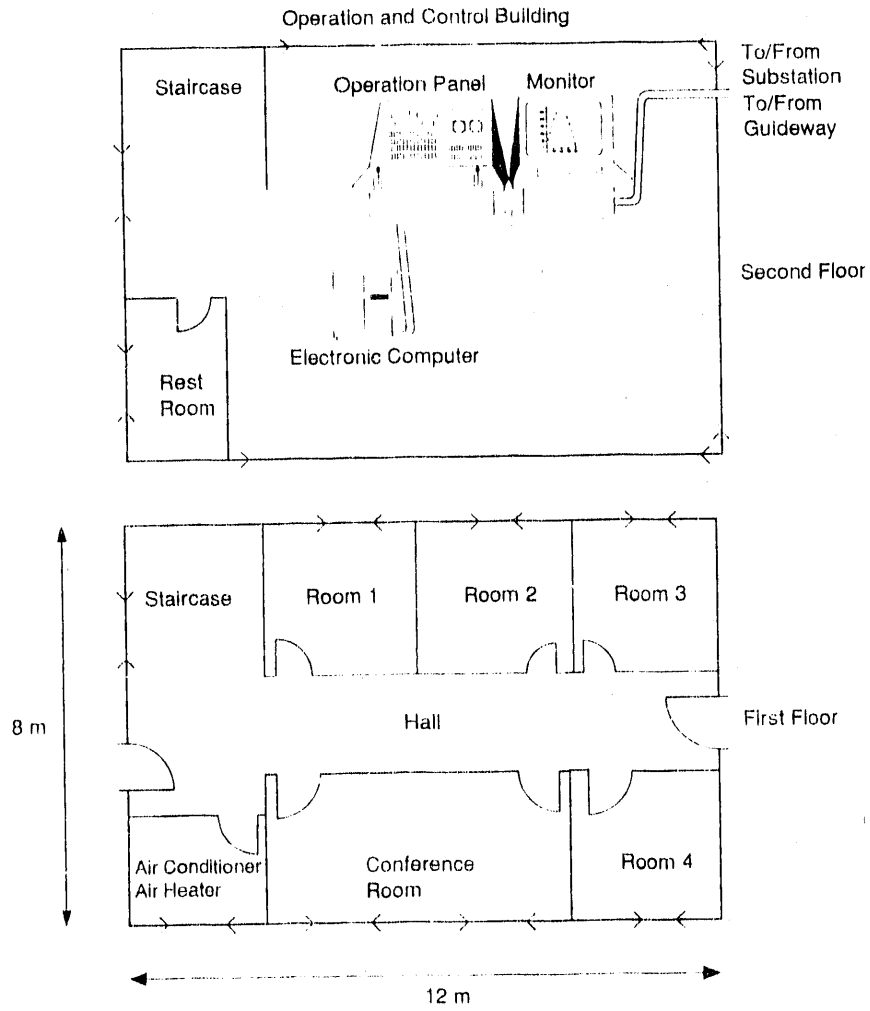 Operation and Control Building
Staircase
Operation Panel
Monitor
To/From
Substation
To/From
Guideway
Second Floor
Electronic Computer
Rest
Room
Staircase
Room 1
Room 2
Room 3
8 m
Hall
First Floor
Air Conditioner
Air Heater
Conference
Room
Room 4
12 m